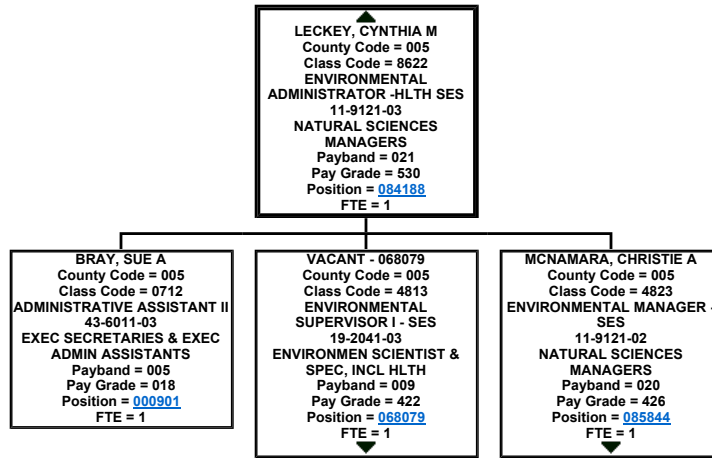 LECKEY, CYNTHIA M
County Code = 005
Class Code = 8622
ENVIRONMENTAL
ADMINISTRATOR -HLTH SES
11-9121-03
NATURAL SCIENCES
MANAGERS
Payband = 021
Pay Grade = 530
Position = 084188
FTE = 1
BRAY, SUE A
County Code = 005
Class Code = 0712
ADMINISTRATIVE ASSISTANT II
43-6011-03
EXEC SECRETARIES & EXEC
ADMIN ASSISTANTS
Payband = 005
Pay Grade = 018
Position = 000901
FTE = 1
VACANT - 068079
County Code = 005
Class Code = 4813
ENVIRONMENTAL
SUPERVISOR I - SES
19-2041-03
ENVIRONMEN SCIENTIST &
SPEC, INCL HLTH
Payband = 009
Pay Grade = 422
Position = 068079
FTE = 1
MCNAMARA, CHRISTIE A
County Code = 005
Class Code = 4823
ENVIRONMENTAL MANAGER -
SES
11-9121-02
NATURAL SCIENCES
MANAGERS
Payband = 020
Pay Grade = 426
Position = 085844
FTE = 1